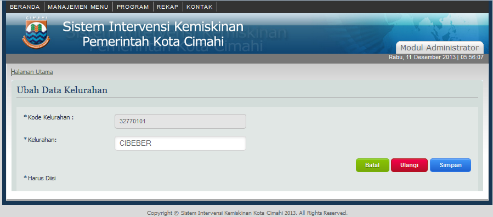 BERANDA MANAJEMEN MENU PROGRAM REKAP KONTAK
Sistem Intervensi Kemiskinan
Pemerintah Kota Cimahi
Modul Administrator
Rabu, 11 Desember 2013 | 05:56:07
Halaman Utama
Ubah Data Kelurahan
*Kode Kelurahan :
32770101
*Kelurahan:
CIBEBER
Batal Ulangi Simpan
*Harus Diisi
Copyright © Sistem Intervensi Kemiskinan Kota Cimahi 2013. All Rights Reserved.